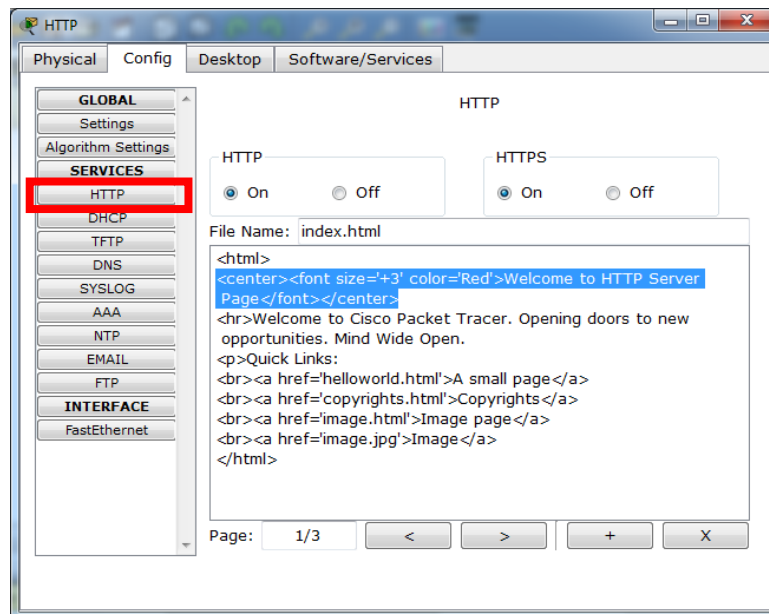 HTTP
Physical Config Desktop Software/Services
GLOBAL
Settings
Algorithm Settings
SERVICES
HTTP
DHCP
TFTP
DNS
SYSLOG
AAA
NTP
EMAIL
FTP
INTERFACE
FastEthernet
HTTP
HTTP
On Off
HTTPS
On Off
File Name: index.html
<html>
<center><font size='+3' color='Red'>Welcome to HTTP Server
Page</font></center>
<hr>Welcome to Cisco Packet Tracer. Opening doors to new
opportunities. Mind Wide Open.
<p>Quick Links:
<br><a href='helloworld.html'>A small page</a>
<br><a href='copyrights.html'>Copyrights</a>
<br><a href='image.html'>Image page</a>
<br><a href='image.jpg'>Image</a>
</html>
Page: 1/3 < > + X